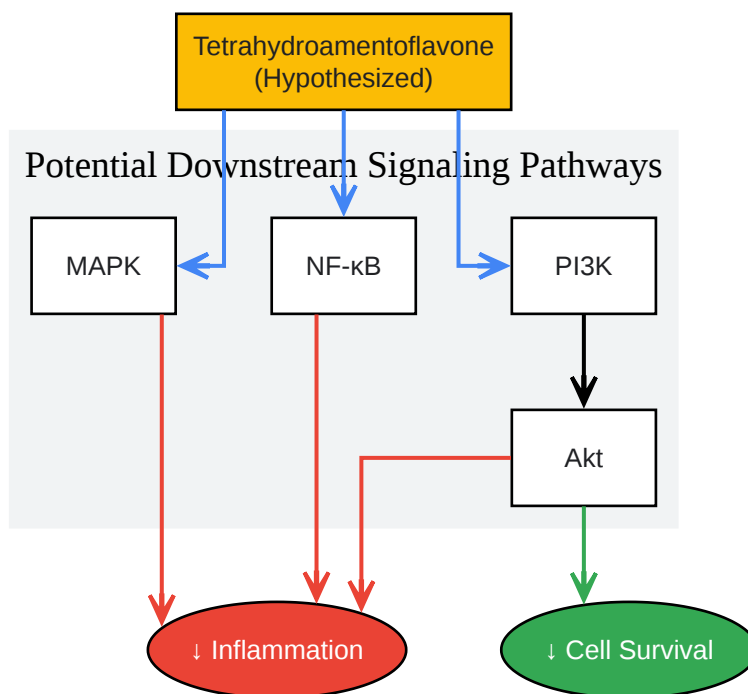 Tetrahydroamentoflavone
(Hypothesized)
Potential Downstream Signaling Pathways
MAPK
NF-κB
PI3K
Akt
↓ Inflammation
↓ Cell Survival